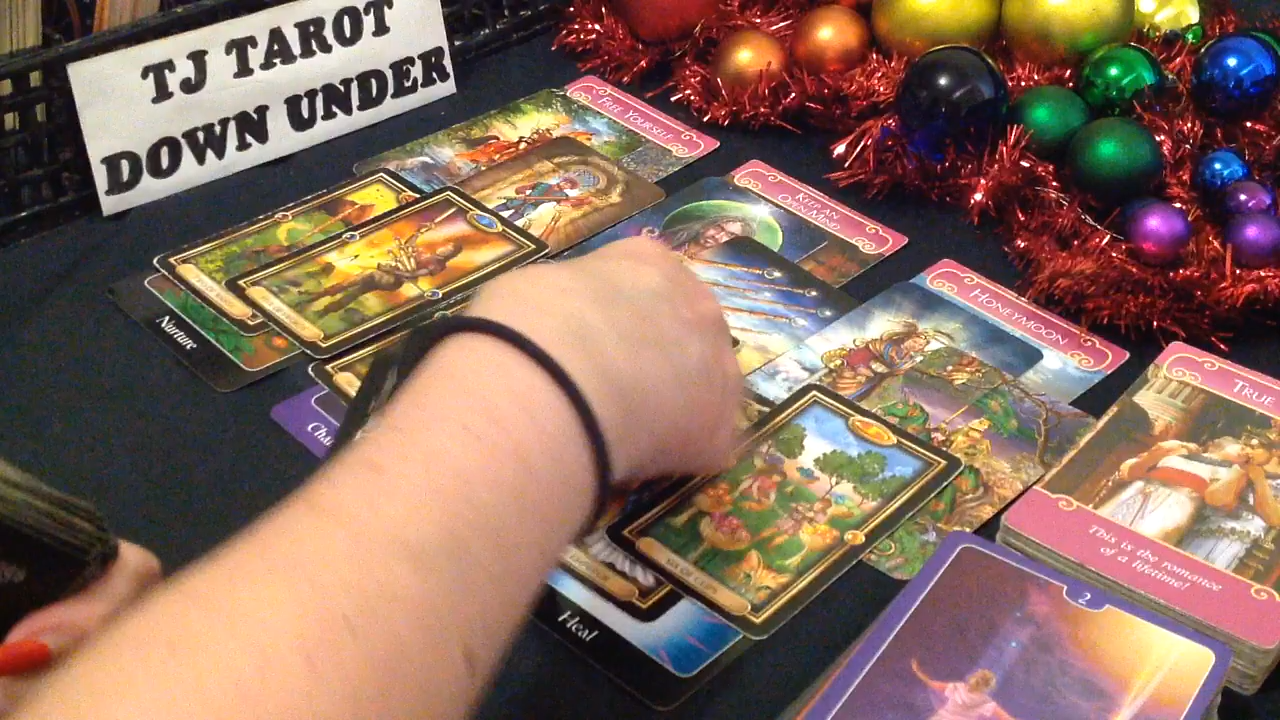 TJ TAROT
DOWN UNDER
FREE YOURSELF
KEEP AN
OPEN MIND
HONEYMOON
TRUE
This is the romance
of a lifetime!
Nurture
Heal
2